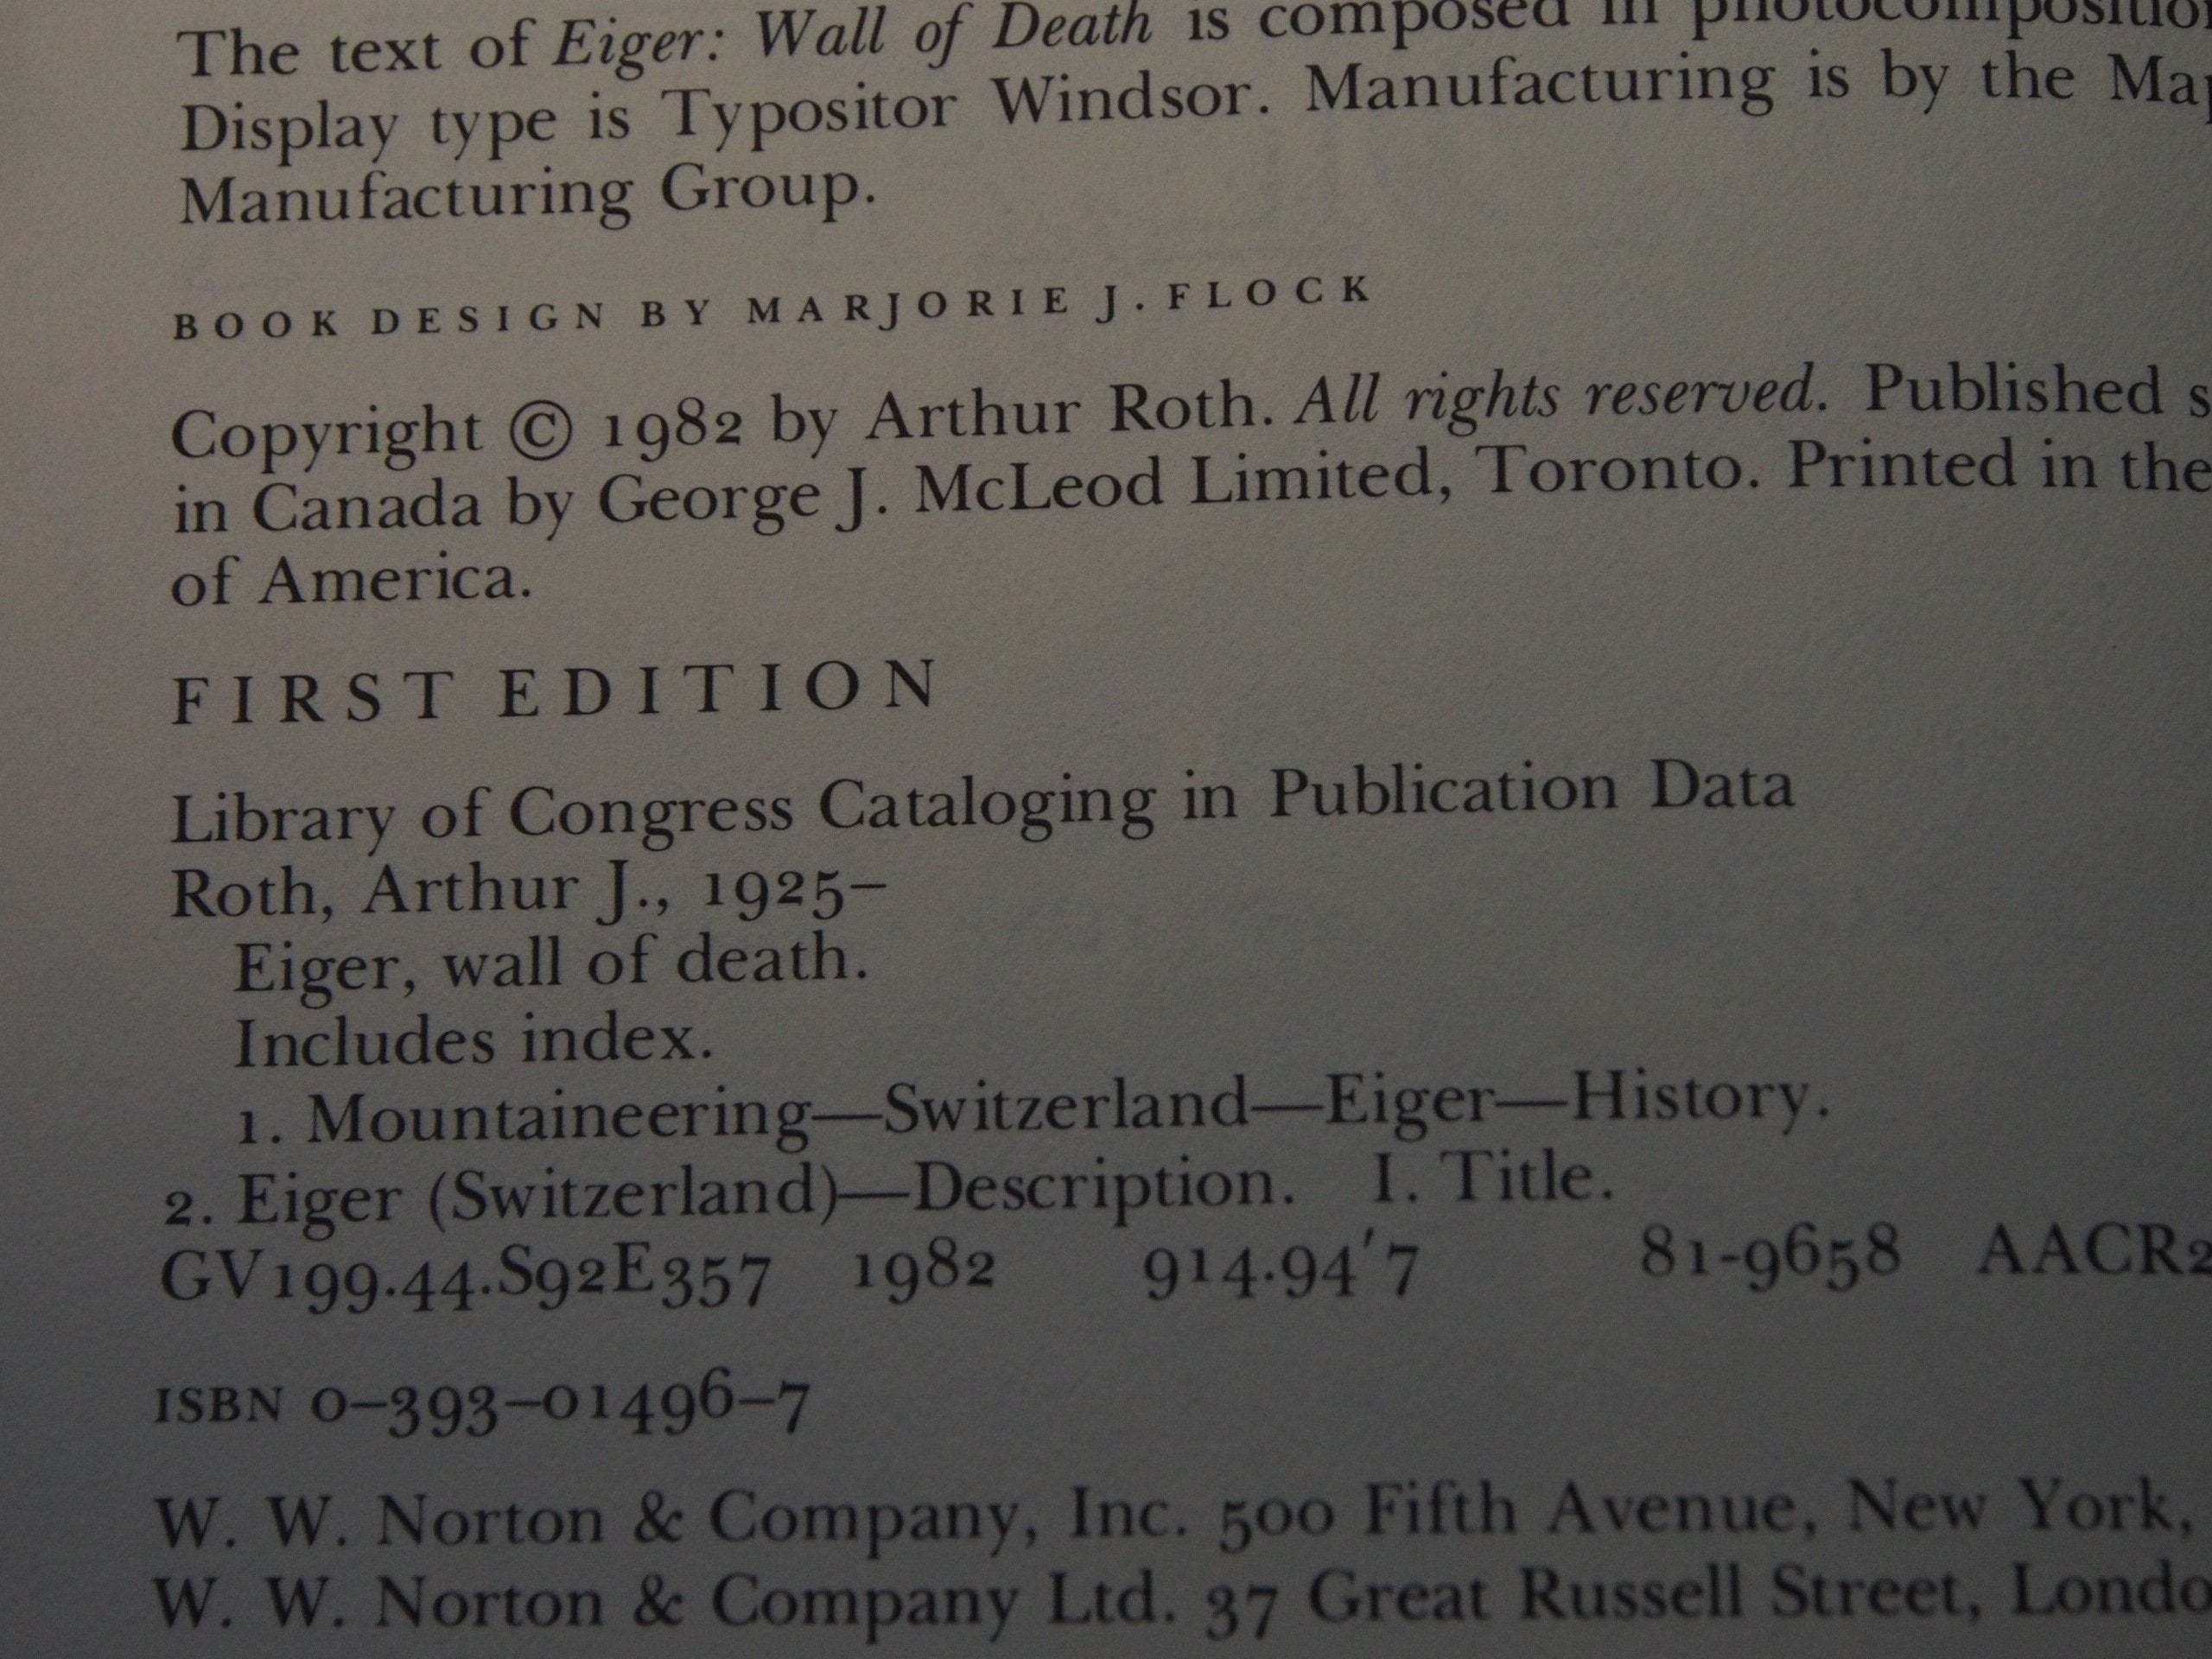 The text of Eiger: Wall of Death is composed in photocomposition
Display type is Typositor Windsor. Manufacturing is by the
Manufacturing Group.
BOOK DESIGN BY MARJORIE J. FLOCK
Copyright © 1982 by Arthur Roth. All rights reserved. Published
in Canada by George J. McLeod Limited, Toronto. Printed in the
of America.
FIRST EDITION
Library of Congress Cataloging in Publication Data
Roth, Arthur J., 1925–
Eiger, wall of death.
Includes index.
1. Mountaineering—Switzerland—Eiger—History.
2. Eiger (Switzerland)—Description. I. Title.
GV199.44.S92E357 1982 914.94′7 81-9658 AACR2
ISBN 0–393–01496–7
W. W. Norton & Company, Inc. 500 Fifth Avenue, New York,
W. W. Norton & Company Ltd. 37 Great Russell Street,